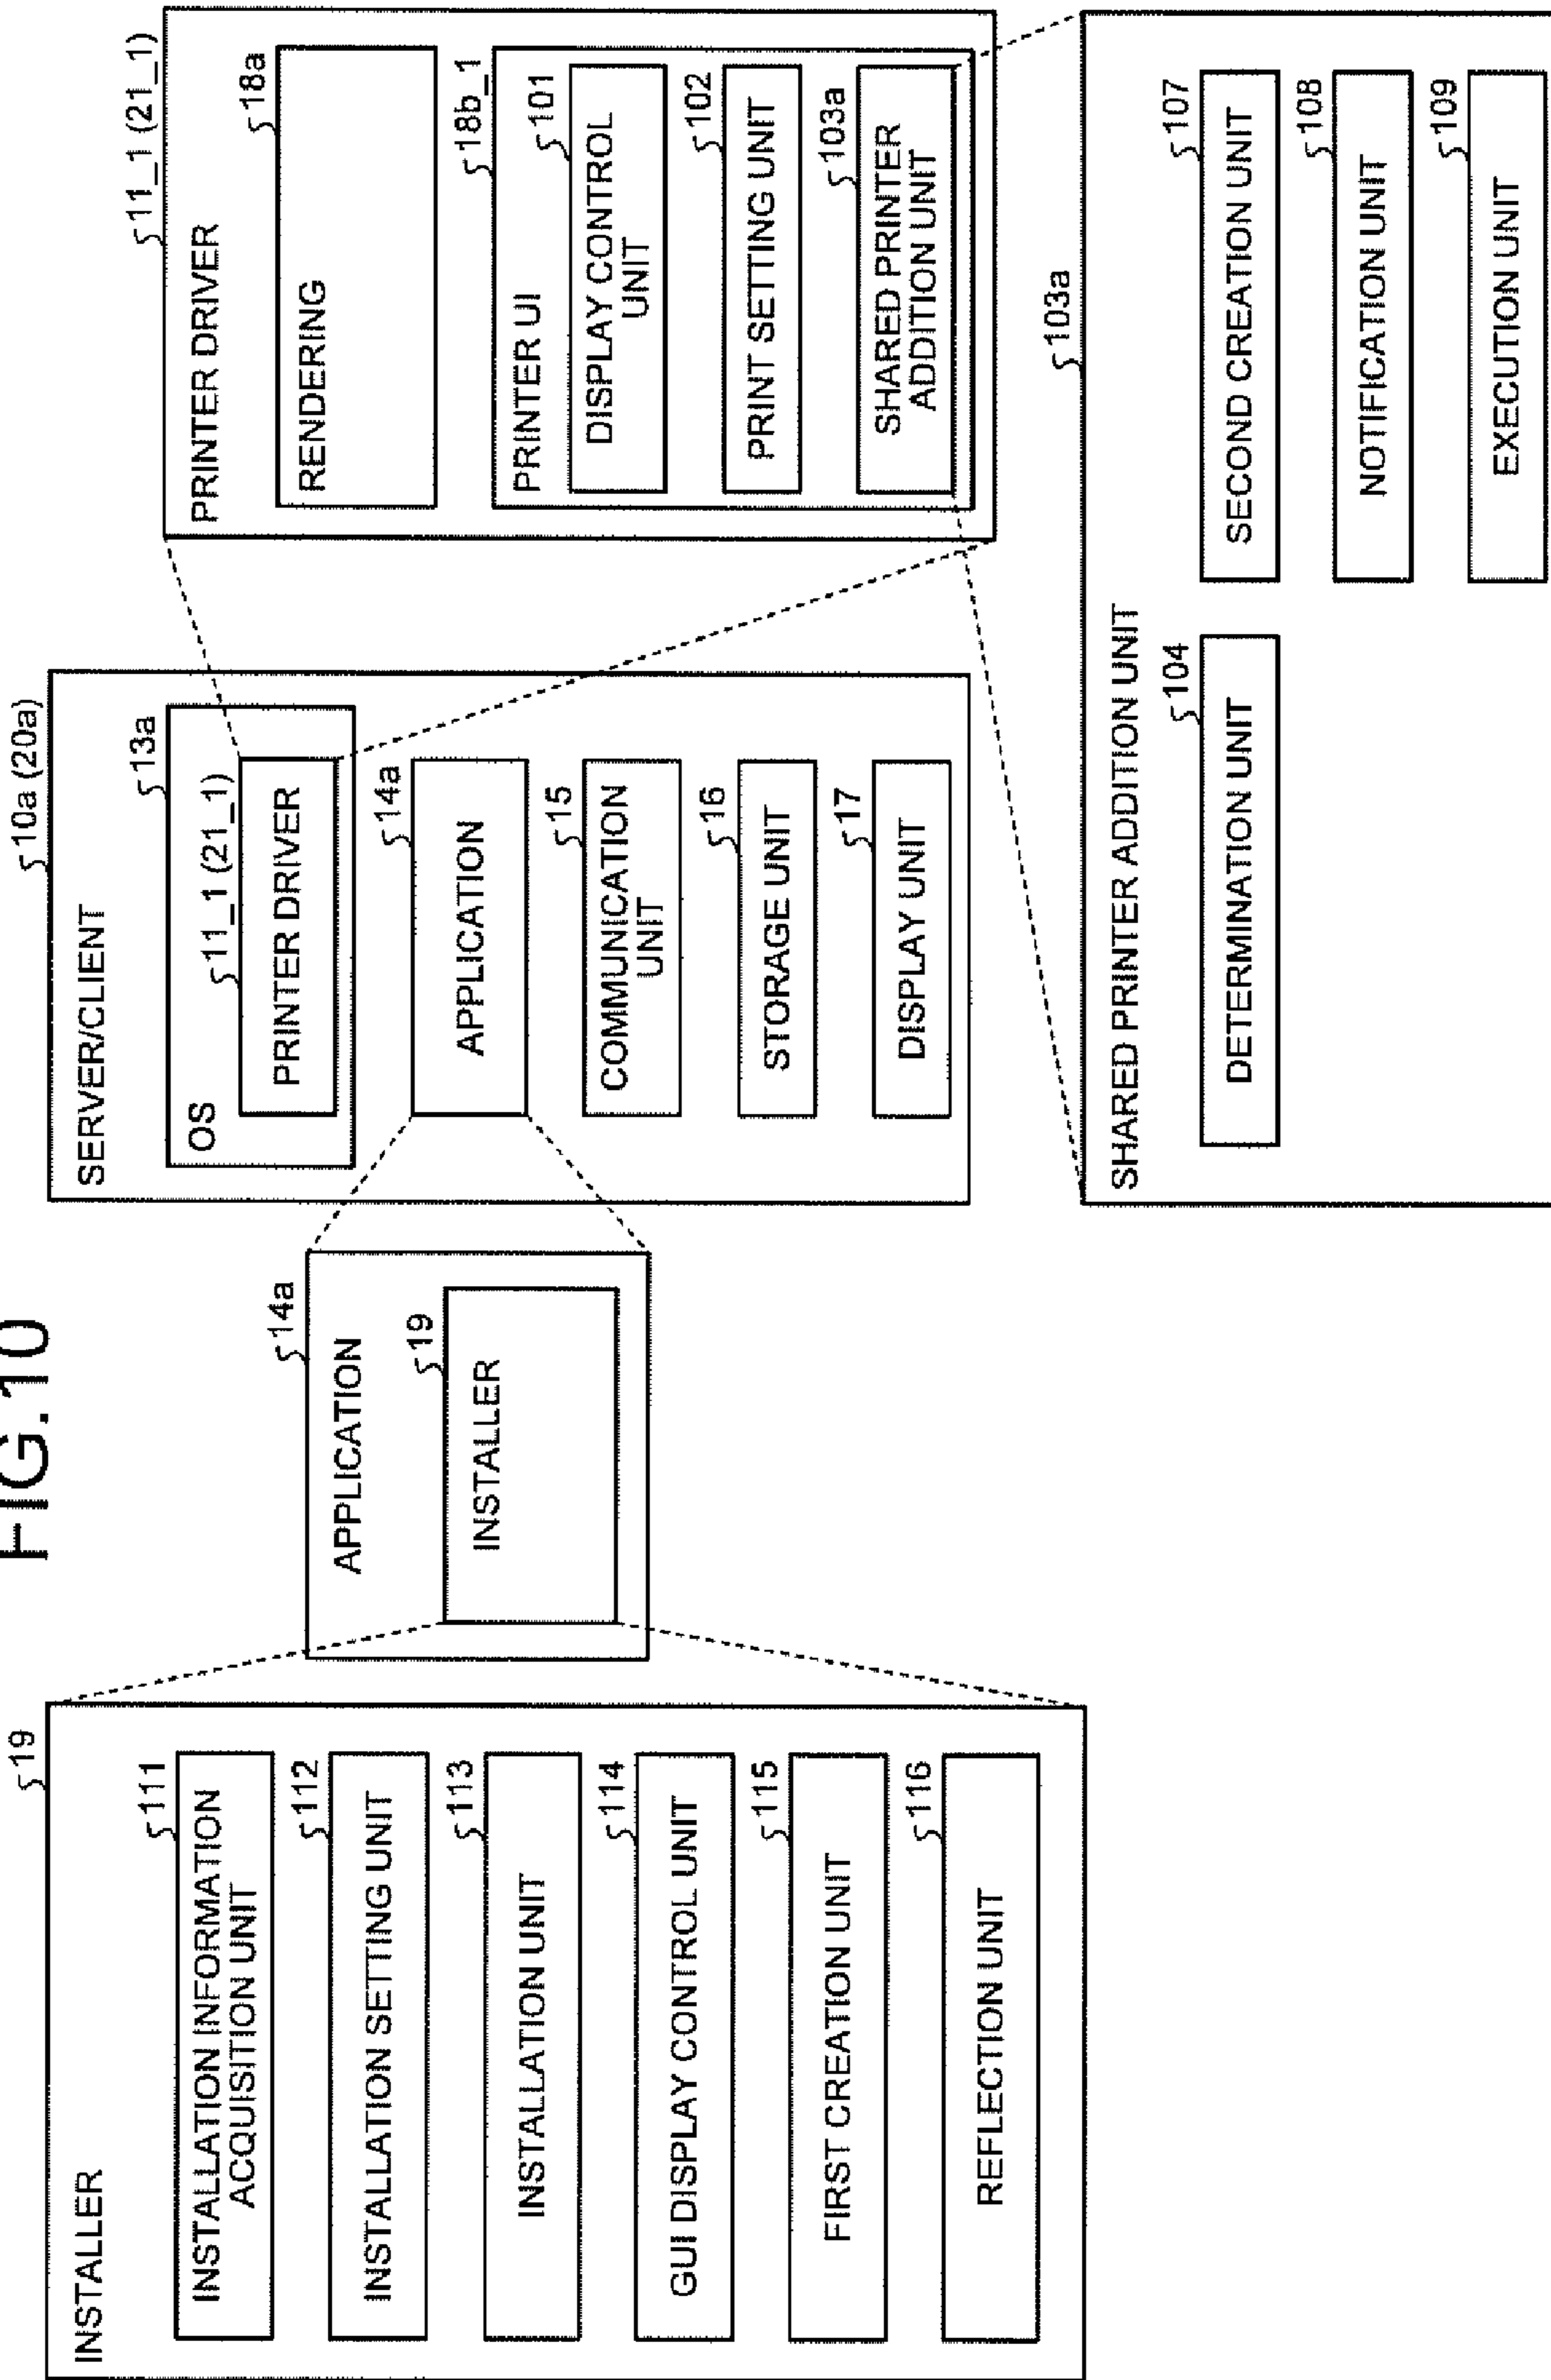 FIG.10
19
INSTALLER
111
INSTALLATION INFORMATION
ACQUISITION UNIT
112
INSTALLATION SETTING UNIT
113
INSTALLATION UNIT
114
GUI DISPLAY CONTROL UNIT
115
FIRST CREATION UNIT
116
REFLECTION UNIT
14a
APPLICATION
19
INSTALLER
10a (20a)
SERVER/CLIENT
13a
OS
11_1 (21_1)
PRINTER DRIVER
14a
APPLICATION
15
COMMUNICATION
UNIT
16
STORAGE UNIT
17
DISPLAY UNIT
11_1 (21_1)
PRINTER DRIVER
18a
RENDERING
18b_1
PRINTER UI
101
DISPLAY CONTROL
UNIT
102
PRINT SETTING UNIT
103a
SHARED PRINTER
ADDITION UNIT
103a
SHARED PRINTER ADDITION UNIT
104
DETERMINATION UNIT
107
SECOND CREATION UNIT
108
NOTIFICATION UNIT
109
EXECUTION UNIT